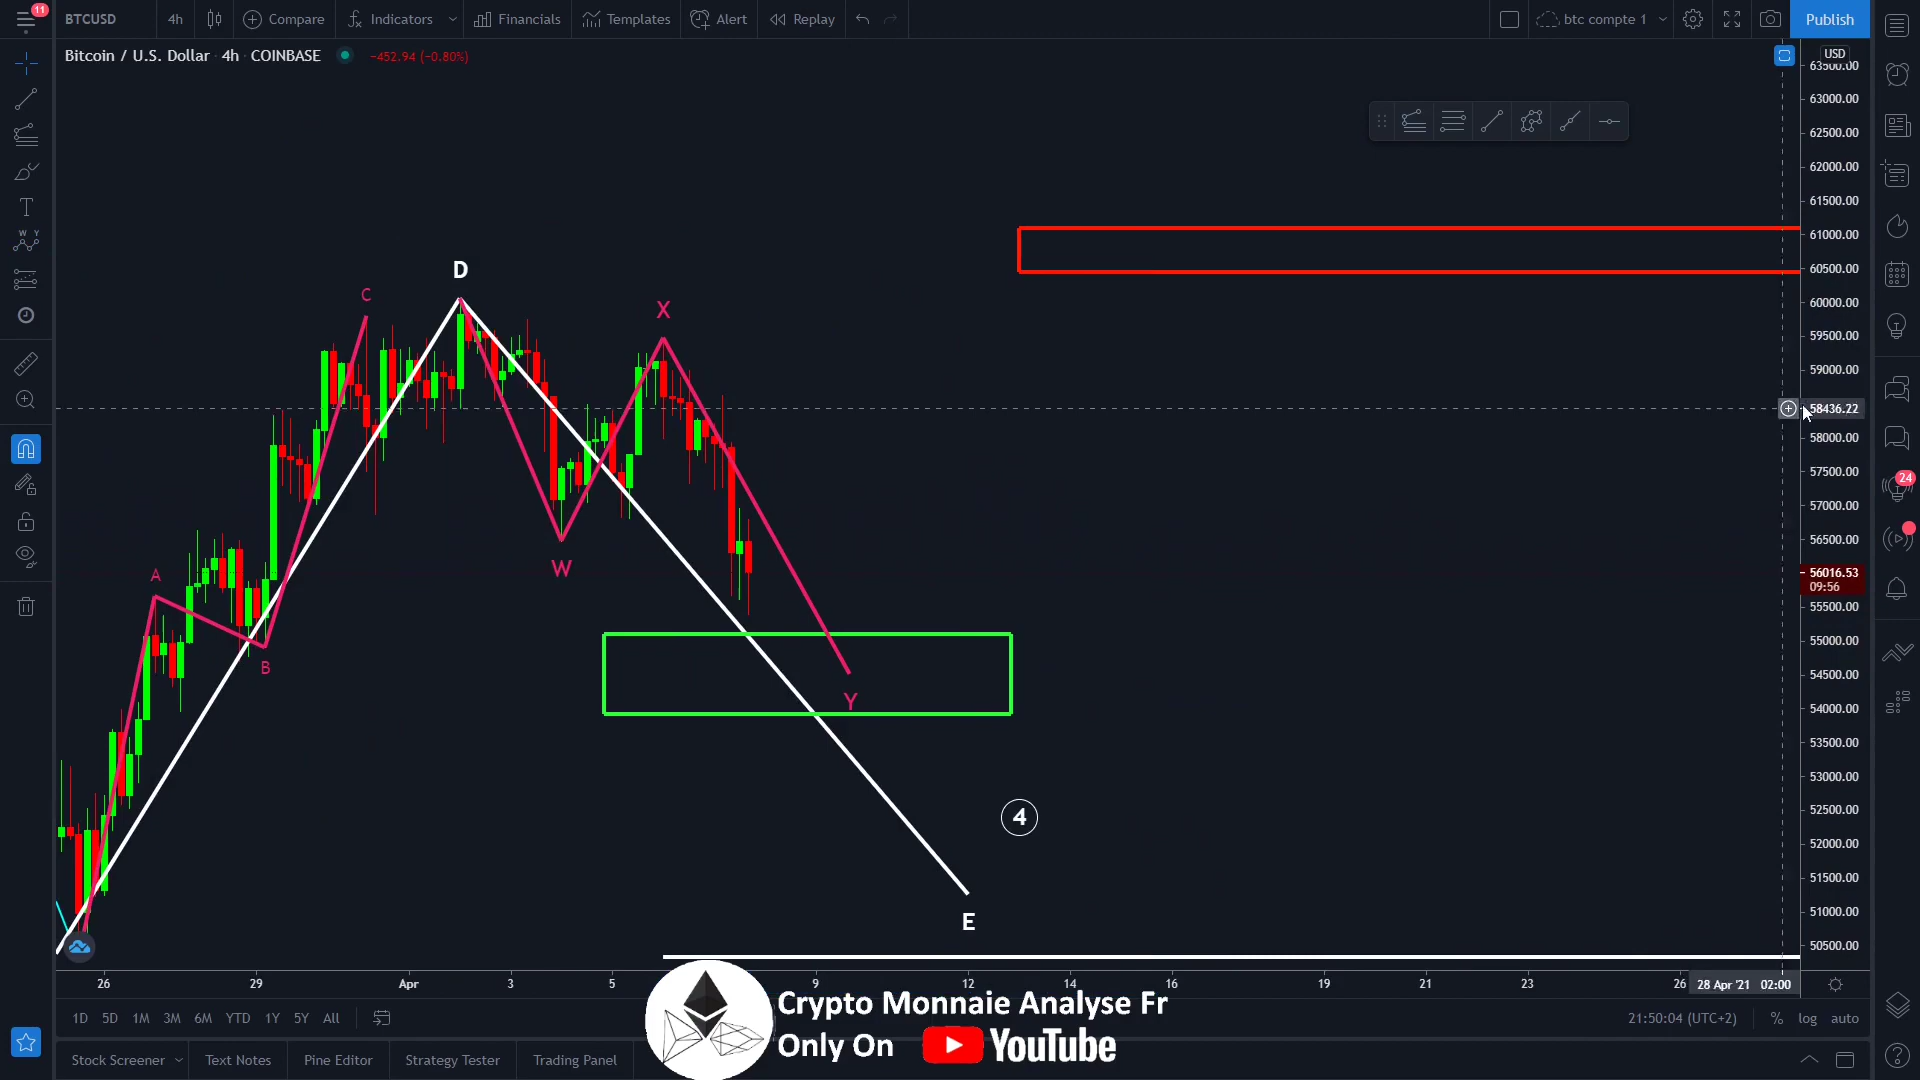 11
BTCUSD 4h Compare Indicators Financials Templates Alert Replay btc compte 1 Publish
Bitcoin / U.S. Dollar · 4h · COINBASE −452.94 (−0.80%)
USD
63500.00
63000.00
62500.00
62000.00
61500.00
61000.00
60500.00
60000.00
59500.00
59000.00
58436.22
58000.00
57500.00
57000.00
56500.00
56016.53
09:56
55500.00
55000.00
54500.00
54000.00
53500.00
53000.00
52500.00
52000.00
51500.00
51000.00
50500.00
24
D
C
X
A
W
B
Y
4
E
26 29 Apr 3 5 9 12 14 16 19 21 23 26 28 Apr '21 02:00
1D 5D 1M 3M 6M YTD 1Y 5Y All 21:50:04 (UTC+2) % log auto
Stock Screener Text Notes Pine Editor Strategy Tester Trading Panel
Crypto Monnaie Analyse Fr
Only On YouTube